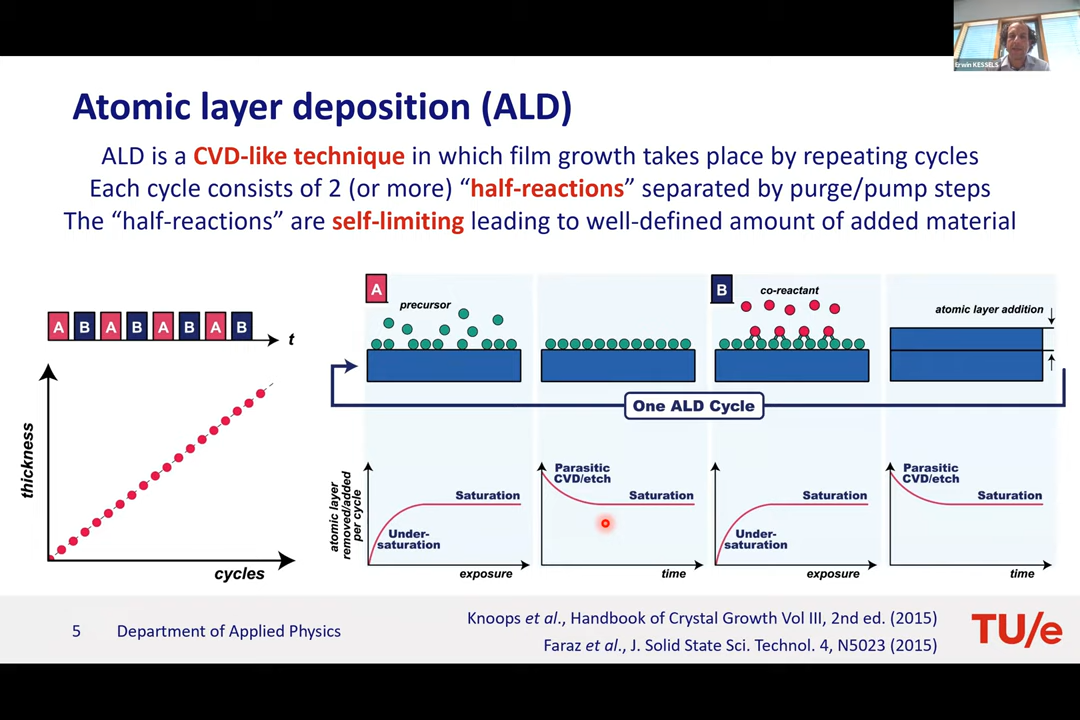 Erwin KESSELS
Atomic layer deposition (ALD)
ALD is a CVD-like technique in which film growth takes place by repeating cycles
Each cycle consists of 2 (or more) “half-reactions” separated by purge/pump steps
The “half-reactions” are self-limiting leading to well-defined amount of added material
A B A B A B A B
t
thickness
cycles
A
precursor
B
co-reactant
atomic layer addition
One ALD Cycle
atomic layer
removed/added
per cycle
Saturation
Under-
saturation
exposure
Parasitic
CVD/etch
Saturation
time
Saturation
Under-
saturation
exposure
Parasitic
CVD/etch
Saturation
time
5 Department of Applied Physics
Knoops et al., Handbook of Crystal Growth Vol III, 2nd ed. (2015)
Faraz et al., J. Solid State Sci. Technol. 4, N5023 (2015)
TU/e